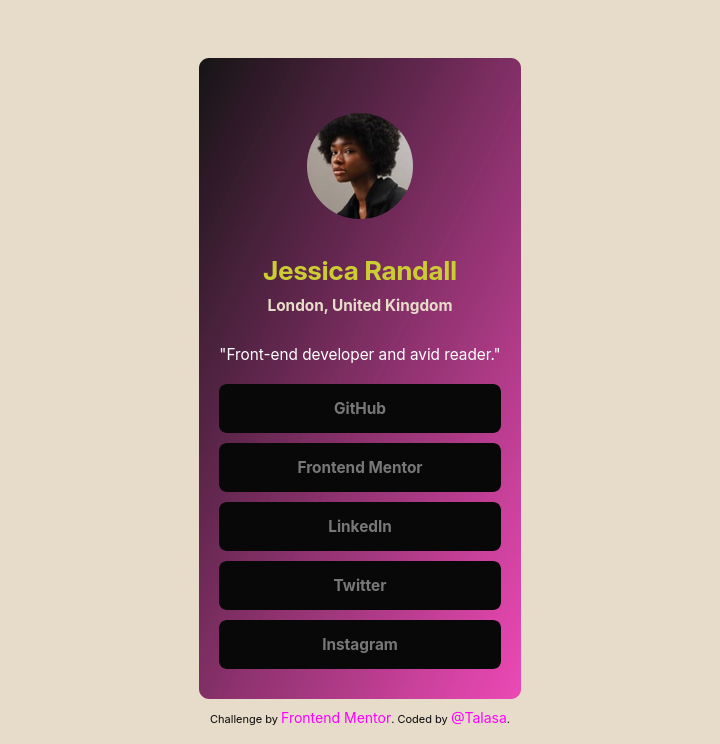 Jessica Randall
London, United Kingdom
"Front-end developer and avid reader."
GitHub
Frontend Mentor
LinkedIn
Twitter
Instagram
Challenge by Frontend Mentor. Coded by @Talasa.